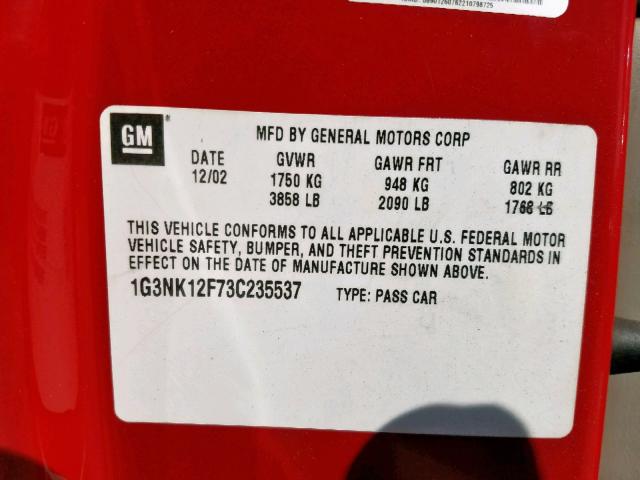 GM ®
MFD BY GENERAL MOTORS CORP
DATE GVWR GAWR FRT GAWR RR
12/02 1750 KG 948 KG 802 KG
3858 LB 2090 LB 1768 LB
THIS VEHICLE CONFORMS TO ALL APPLICABLE U.S. FEDERAL MOTOR
VEHICLE SAFETY, BUMPER, AND THEFT PREVENTION STANDARDS IN
EFFECT ON THE DATE OF MANUFACTURE SHOWN ABOVE.
1G3NK12F73C235537 TYPE: PASS CAR